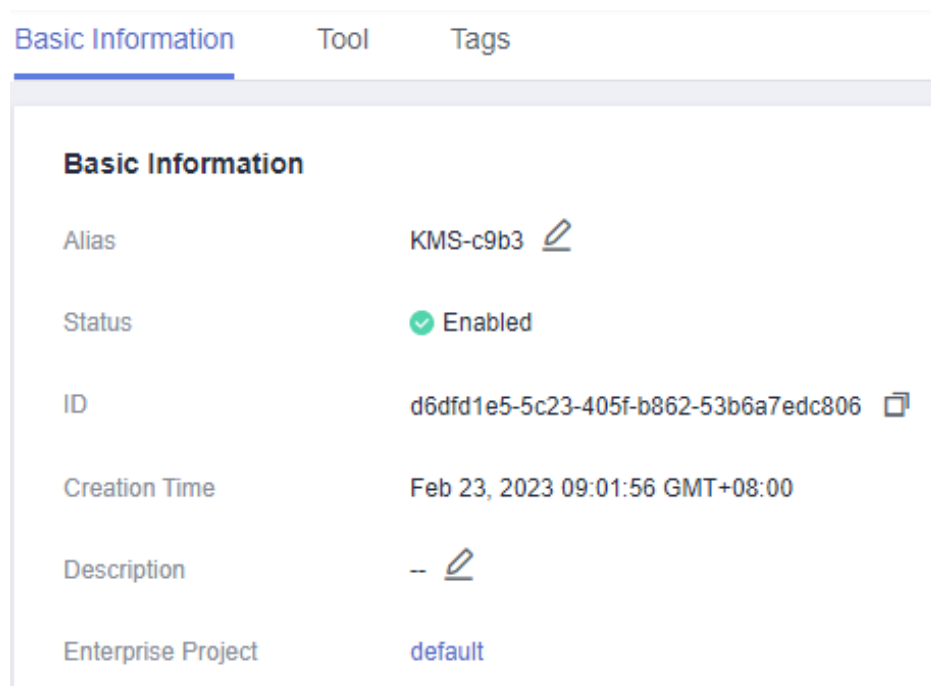 Basic Information Tool Tags
Basic Information
Alias KMS-c9b3
Status Enabled
ID d6dfd1e5-5c23-405f-b862-53b6a7edc806
Creation Time Feb 23, 2023 09:01:56 GMT+08:00
Description --
Enterprise Project default